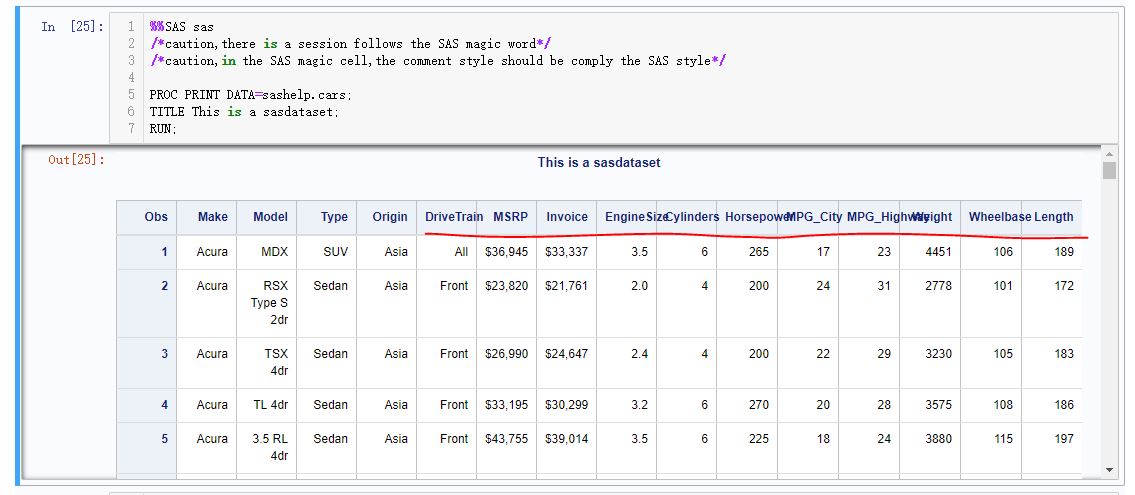 In [25]:
1 %%SAS sas
2 /*caution,there is a session follows the SAS magic word*/
3 /*caution,in the SAS magic cell,the comment style should be comply the SAS style*/
4
5 PROC PRINT DATA=sashelp.cars;
6 TITLE This is a sasdataset;
7 RUN;
Out[25]:
This is a sasdataset
Obs Make Model Type Origin DriveTrain MSRP Invoice EngineSize Cylinders Horsepower MPG_City MPG_Highway Weight Wheelbase Length
1 Acura MDX SUV Asia All $36,945 $33,337 3.5 6 265 17 23 4451 106 189
2 Acura RSX Sedan Asia Front $23,820 $21,761 2.0 4 200 24 31 2778 101 172
Type S
2dr
3 Acura TSX Sedan Asia Front $26,990 $24,647 2.4 4 200 22 29 3230 105 183
4dr
4 Acura TL 4dr Sedan Asia Front $33,195 $30,299 3.2 6 270 20 28 3575 108 186
5 Acura 3.5 RL Sedan Asia Front $43,755 $39,014 3.5 6 225 18 24 3880 115 197
4dr